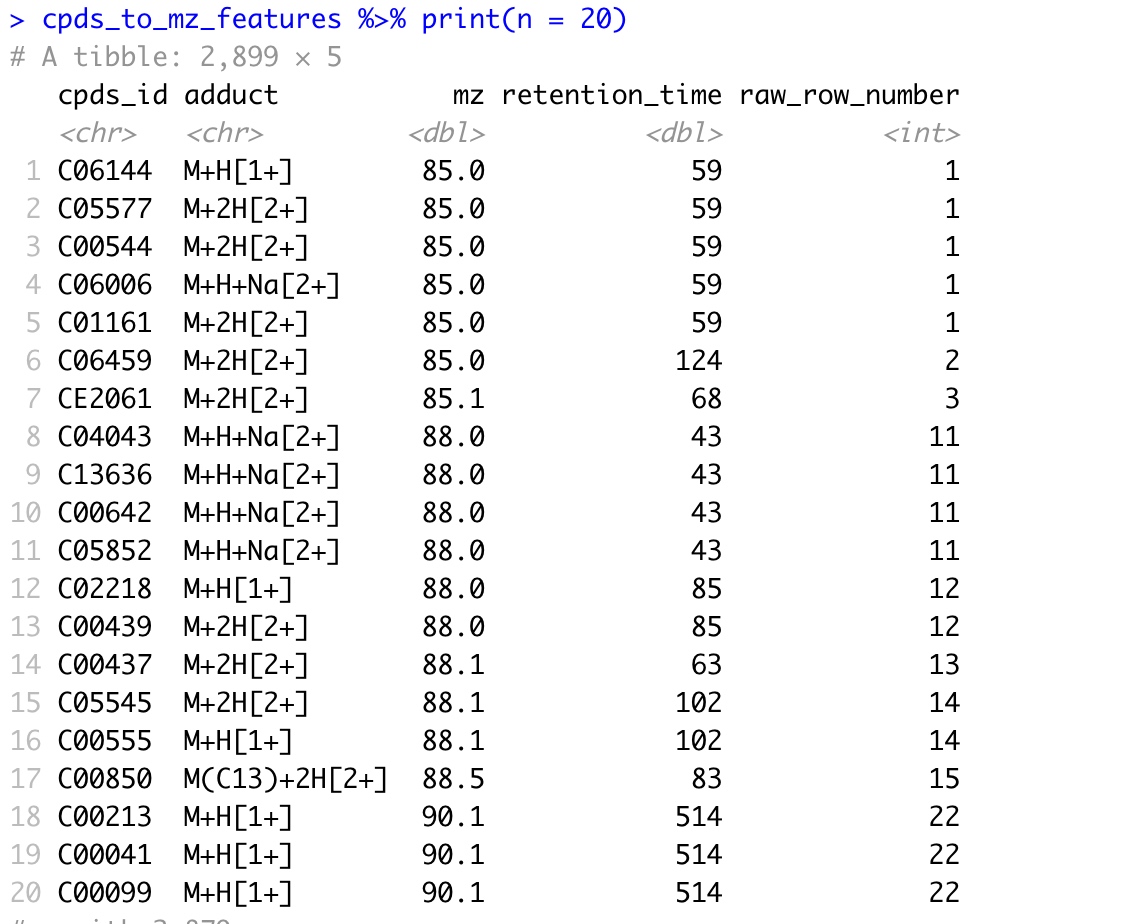 > cpds_to_mz_features %>% print(n = 20)
# A tibble: 2,899 × 5
cpds_id adduct mz retention_time raw_row_number
<chr> <chr> <dbl> <dbl> <int>
1 C06144 M+H[1+] 85.0 59 1
2 C05577 M+2H[2+] 85.0 59 1
3 C00544 M+2H[2+] 85.0 59 1
4 C06006 M+H+Na[2+] 85.0 59 1
5 C01161 M+2H[2+] 85.0 59 1
6 C06459 M+2H[2+] 85.0 124 2
7 CE2061 M+2H[2+] 85.1 68 3
8 C04043 M+H+Na[2+] 88.0 43 11
9 C13636 M+H+Na[2+] 88.0 43 11
10 C00642 M+H+Na[2+] 88.0 43 11
11 C05852 M+H+Na[2+] 88.0 43 11
12 C02218 M+H[1+] 88.0 85 12
13 C00439 M+2H[2+] 88.0 85 12
14 C00437 M+2H[2+] 88.1 63 13
15 C05545 M+2H[2+] 88.1 102 14
16 C00555 M+H[1+] 88.1 102 14
17 C00850 M(C13)+2H[2+] 88.5 83 15
18 C00213 M+H[1+] 90.1 514 22
19 C00041 M+H[1+] 90.1 514 22
20 C00099 M+H[1+] 90.1 514 22